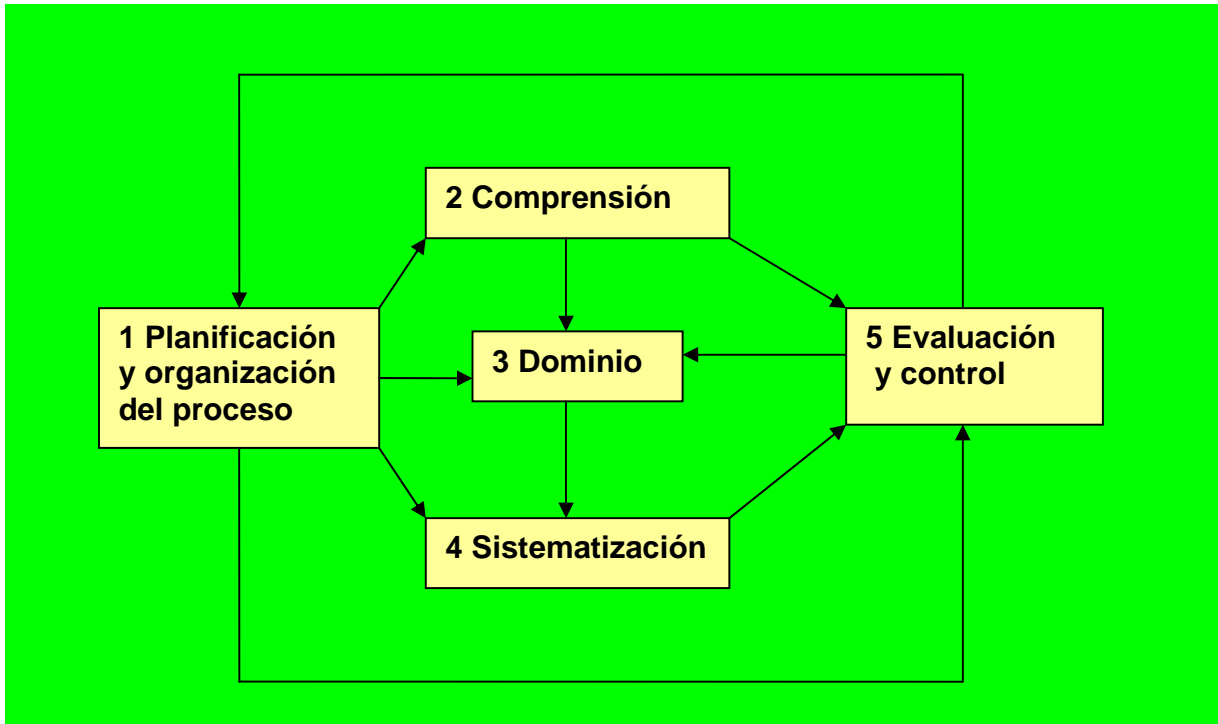 2 Comprensión
1 Planificación
y organización
del proceso
3 Dominio
5 Evaluación
y control
4 Sistematización